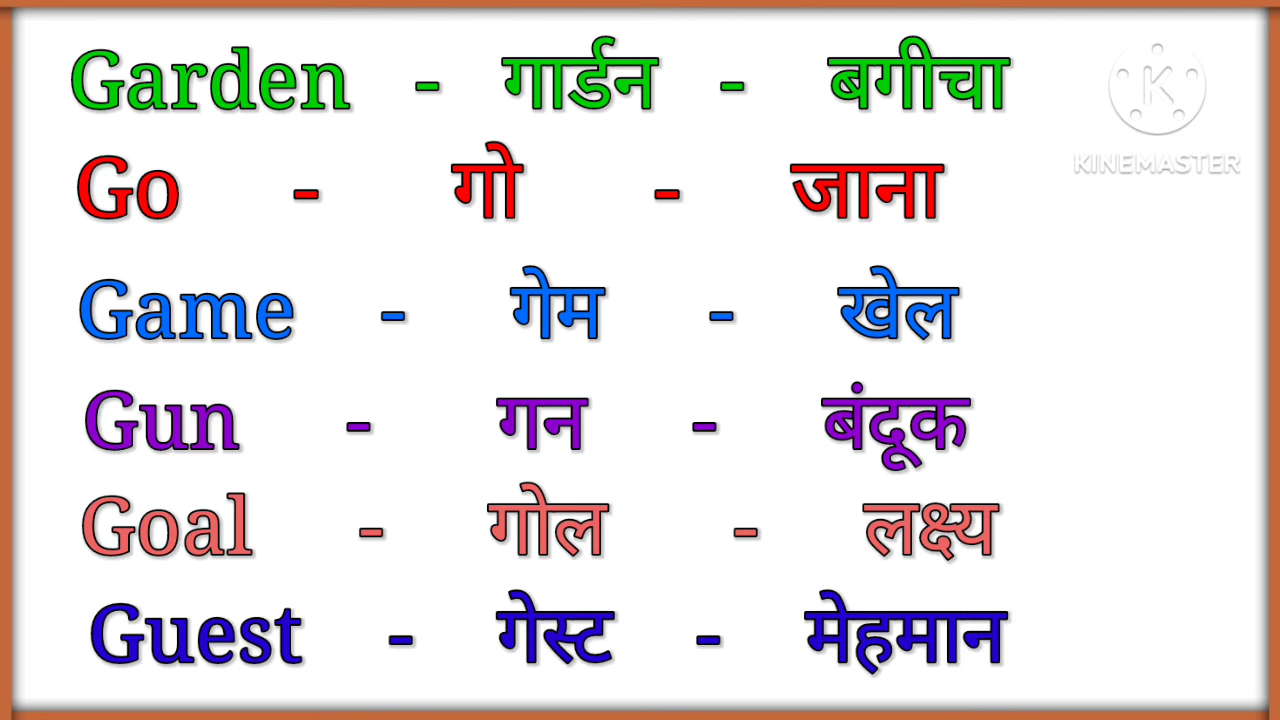 Garden - गार्डन - बगीचा
Go - गो - जाना
KINEMASTER
Game - गेम - खेल
Gun - गन - बंदूक
Goal - गोल - लक्ष्य
Guest - गेस्ट - मेहमान